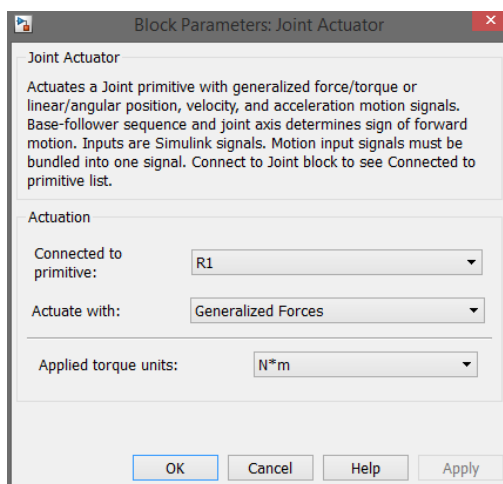 Block Parameters: Joint Actuator
Joint Actuator
Actuates a Joint primitive with generalized force/torque or
linear/angular position, velocity, and acceleration motion signals.
Base-follower sequence and joint axis determines sign of forward
motion. Inputs are Simulink signals. Motion input signals must be
bundled into one signal. Connect to Joint block to see Connected to
primitive list.
Actuation
Connected to
primitive:
R1
Actuate with:
Generalized Forces
Applied torque units:
N*m
OK
Cancel
Help
Apply